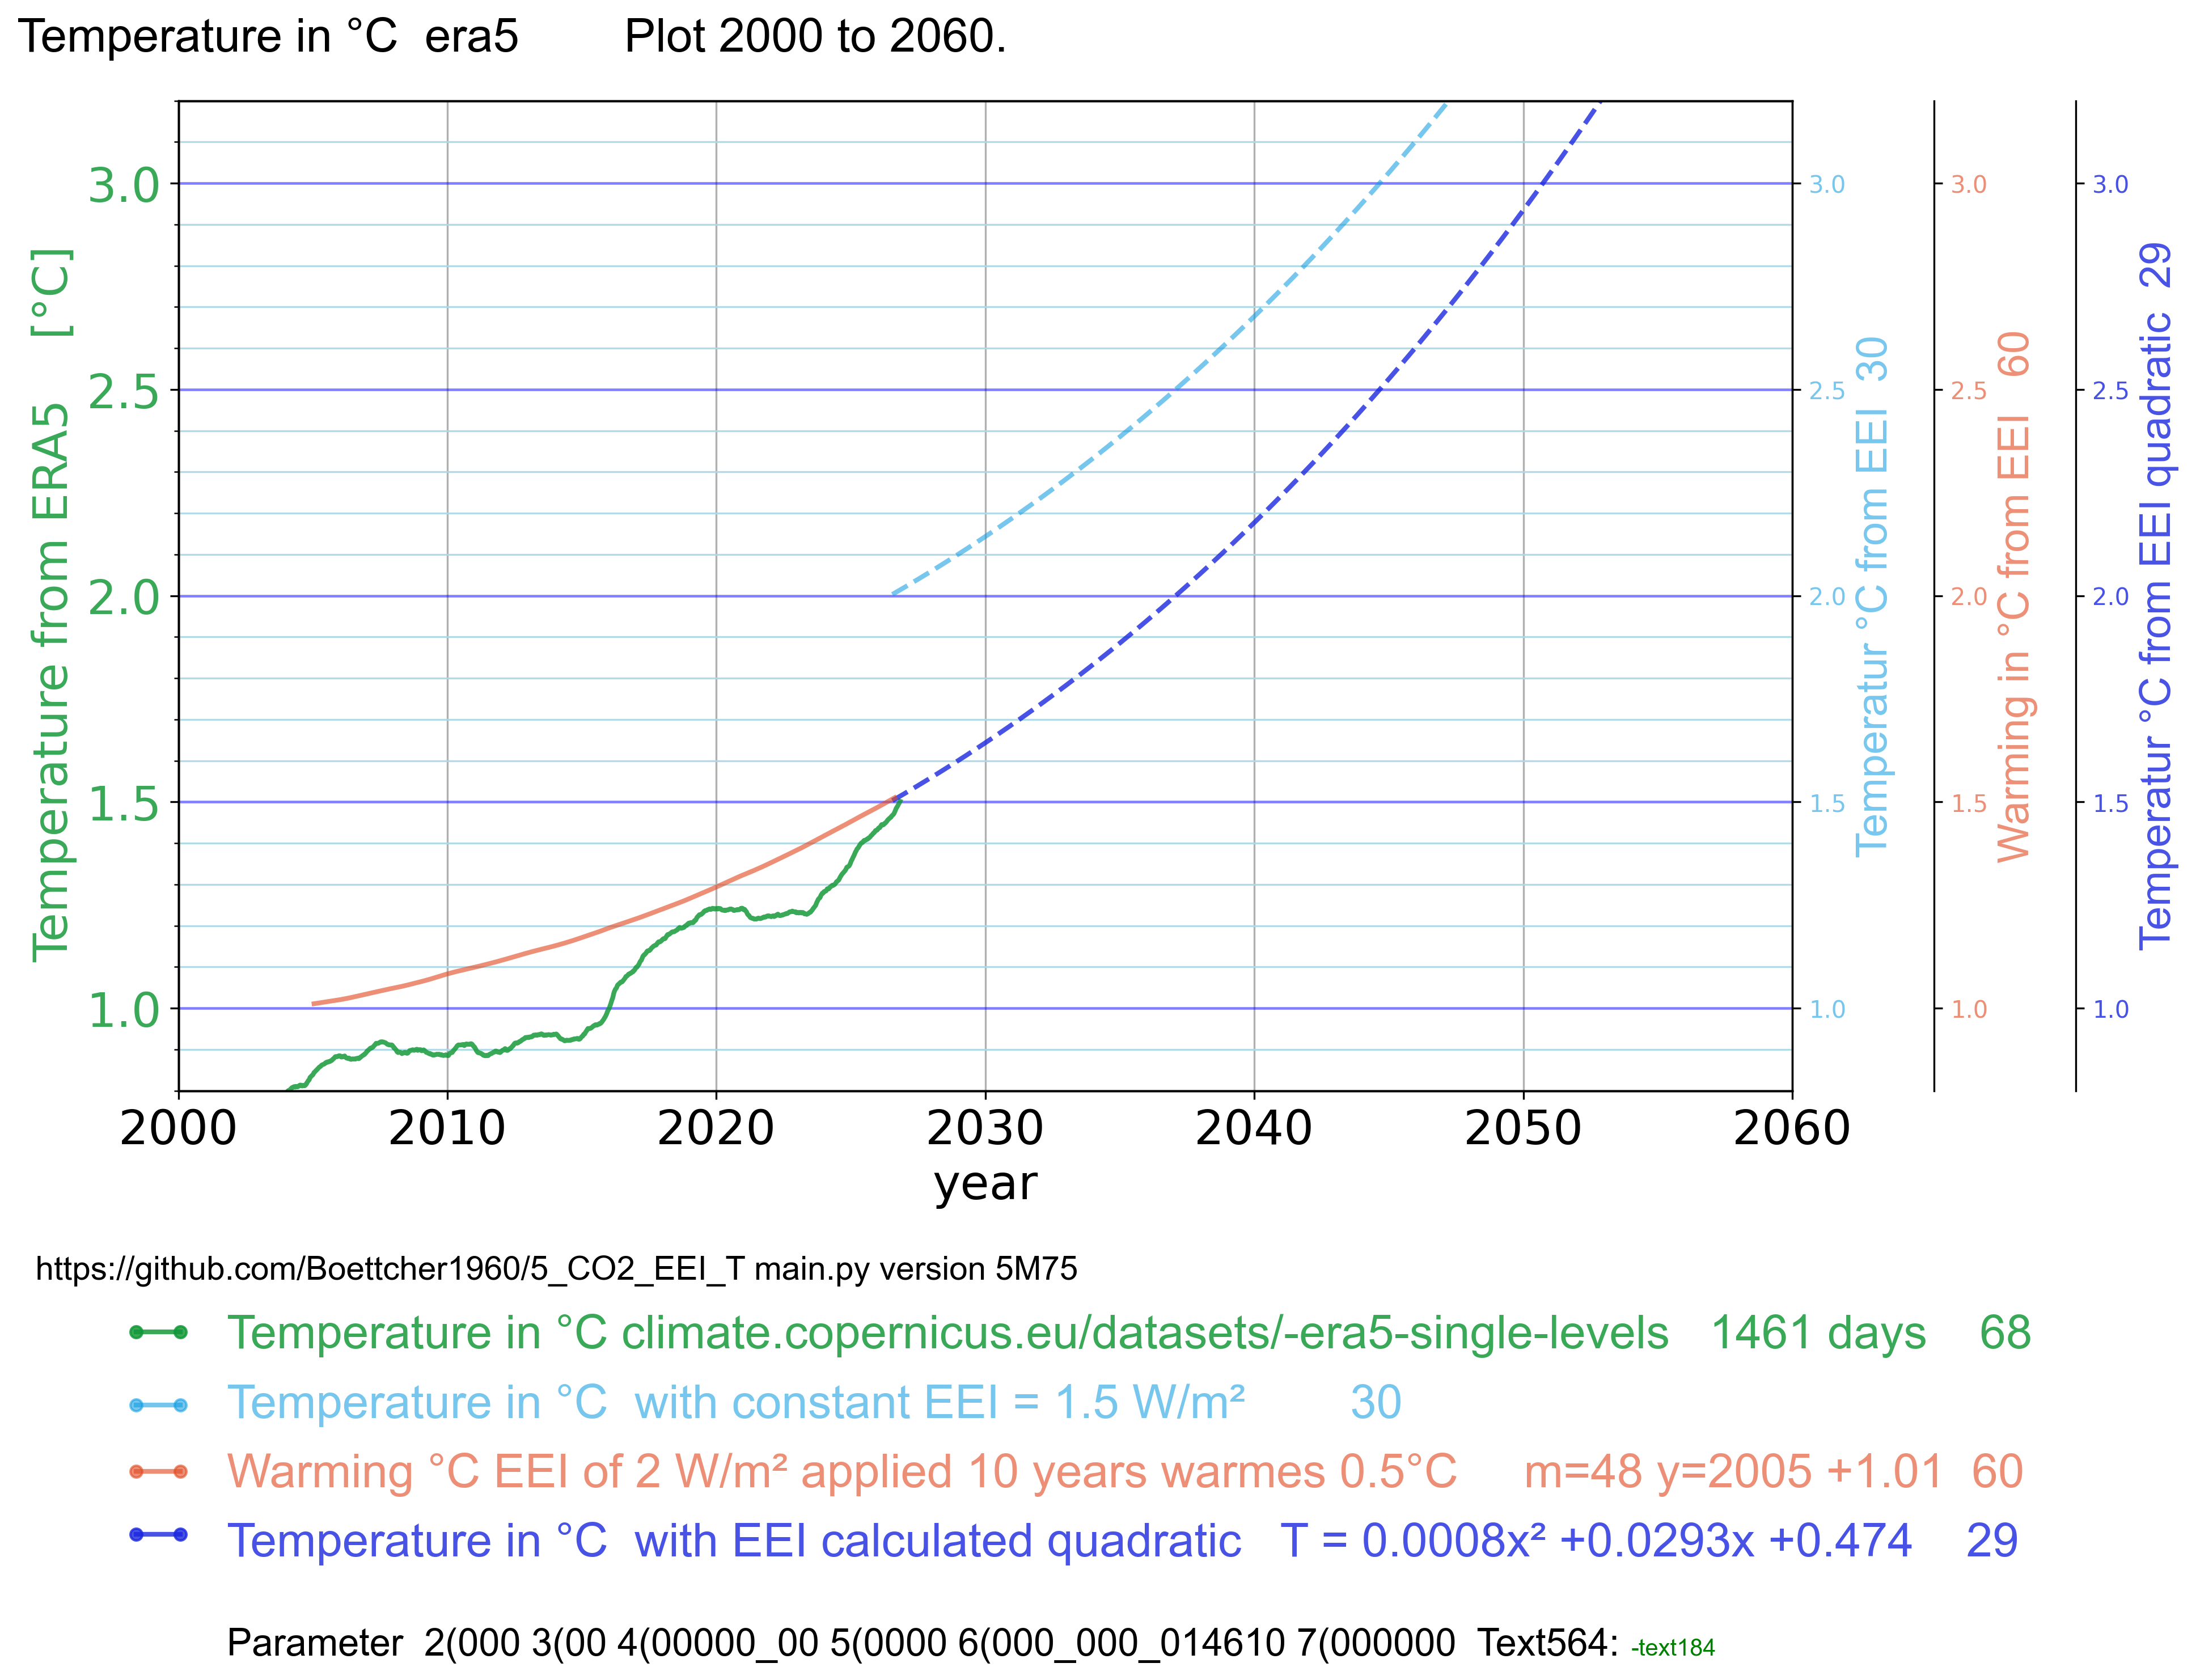 Temperature in °C era5 Plot 2000 to 2060.
Temperature from ERA5 [°C]
3.0
2.5
2.0
1.5
1.0
3.0
2.5
2.0
1.5
1.0
Temperatur °C from EEI 30
3.0
2.5
2.0
1.5
1.0
Warming in °C from EEI 60
3.0
2.5
2.0
1.5
1.0
Temperatur °C from EEI quadratic 29
2000 2010 2020 2030 2040 2050 2060
year
https://github.com/Boettcher1960/5_CO2_EEI_T main.py version 5M75
Temperature in °C climate.copernicus.eu/datasets/-era5-single-levels 1461 days 68
Temperature in °C with constant EEI = 1.5 W/m² 30
Warming °C EEI of 2 W/m² applied 10 years warmes 0.5°C m=48 y=2005 +1.01 60
Temperature in °C with EEI calculated quadratic T = 0.0008x² +0.0293x +0.474 29
Parameter 2(000 3(00 4(00000_00 5(0000 6(000_000_014610 7(000000 Text564: -text184